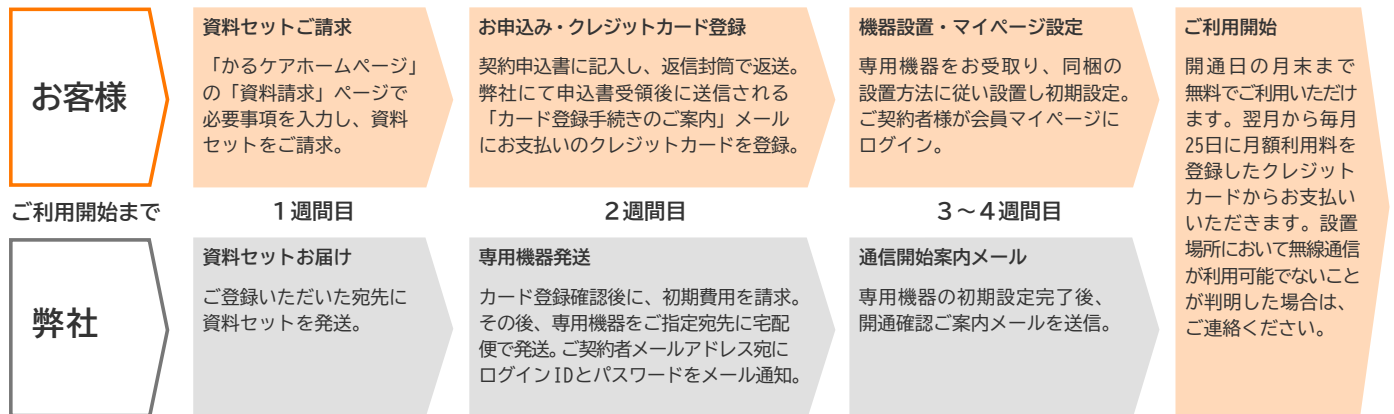 お客様
資料セットご請求
「かるケアホームページ」
の「資料請求」ページで
必要事項を入力し、資料
セットをご請求。
お申込み・クレジットカード登録
契約申込書に記入し、返信封筒で返送。
弊社にて申込書受領後に送信される
「カード登録手続きのご案内」メール
にお支払いのクレジットカードを登録。
機器設置・マイページ設定
専用機器をお受取り、同梱の
設置方法に従い設置し初期設定。
ご契約者様が会員マイページに
ログイン。
ご利用開始
開通日の月末まで
無料でご利用いただけ
ます。翌月から毎月
25日に月額利用料を
登録したクレジット
カードからお支払い
いただきます。設置
場所において無線通信
が利用可能でないこと
が判明した場合は、
ご連絡ください。
ご利用開始まで
1週間目
2週間目
3～4週間目
弊社
資料セットお届け
ご登録いただいた宛先に
資料セットを発送。
専用機器発送
カード登録確認後に、初期費用を請求。
その後、専用機器をご指定宛先に宅配
便で発送。ご契約者メールアドレス宛に
ログインIDとパスワードをメール通知。
通信開始案内メール
専用機器の初期設定完了後、
開通確認ご案内メールを送信。